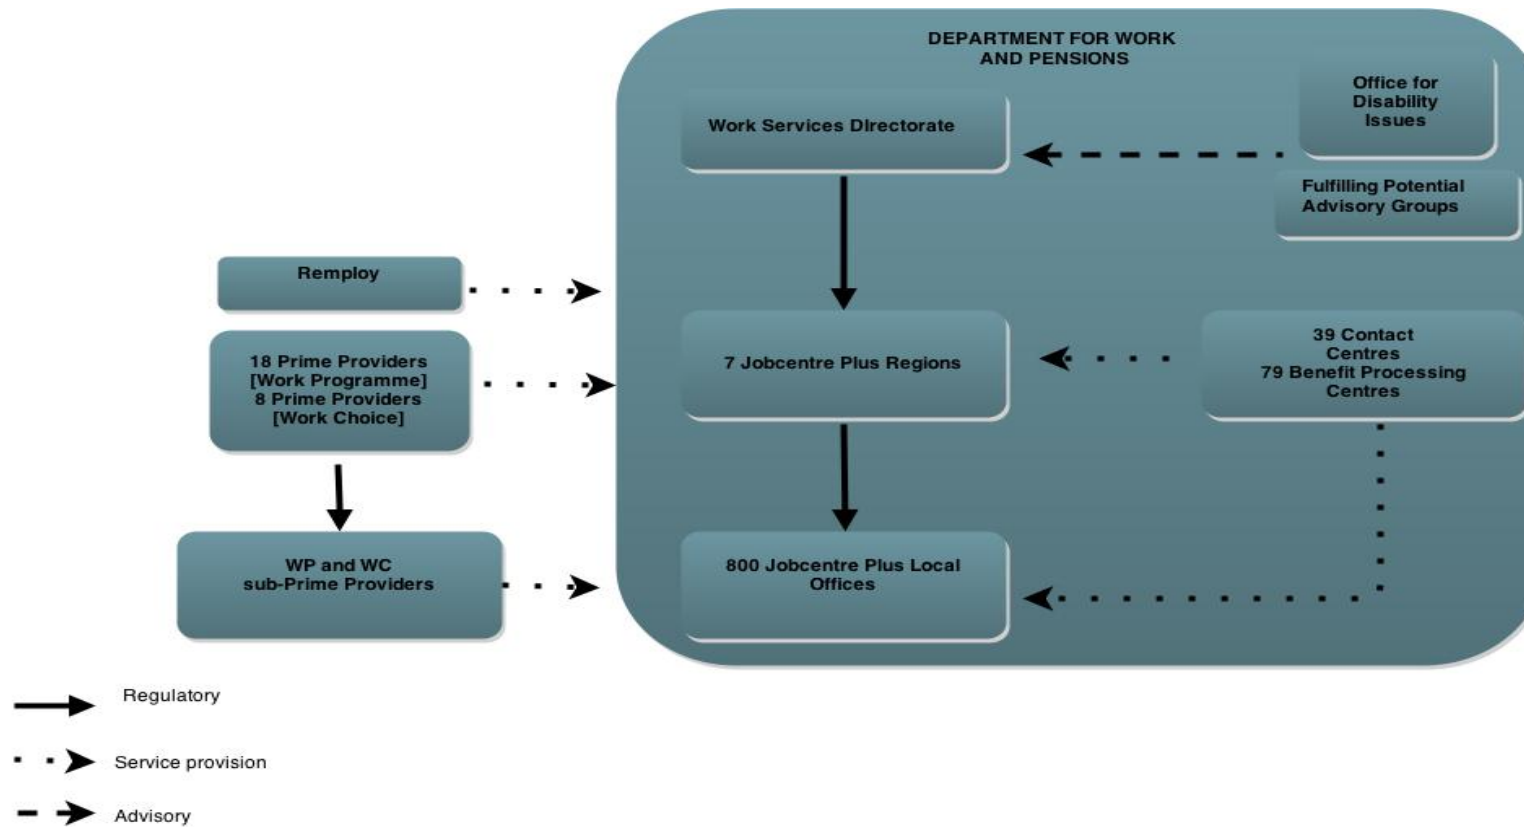 DEPARTMENT FOR WORK
AND PENSIONS
Office for
Disability
Issues
Work Services DIrectorate
Fulfilling Potential
Advisory Groups
Remploy
18 Prime Providers
[Work Programme]
8 Prime Providers
[Work Choice]
7 Jobcentre Plus Regions
39 Contact
Centres
79 Benefit Processing
Centres
WP and WC
sub-Prime Providers
800 Jobcentre Plus Local
Offices
Regulatory
Service provision
Advisory